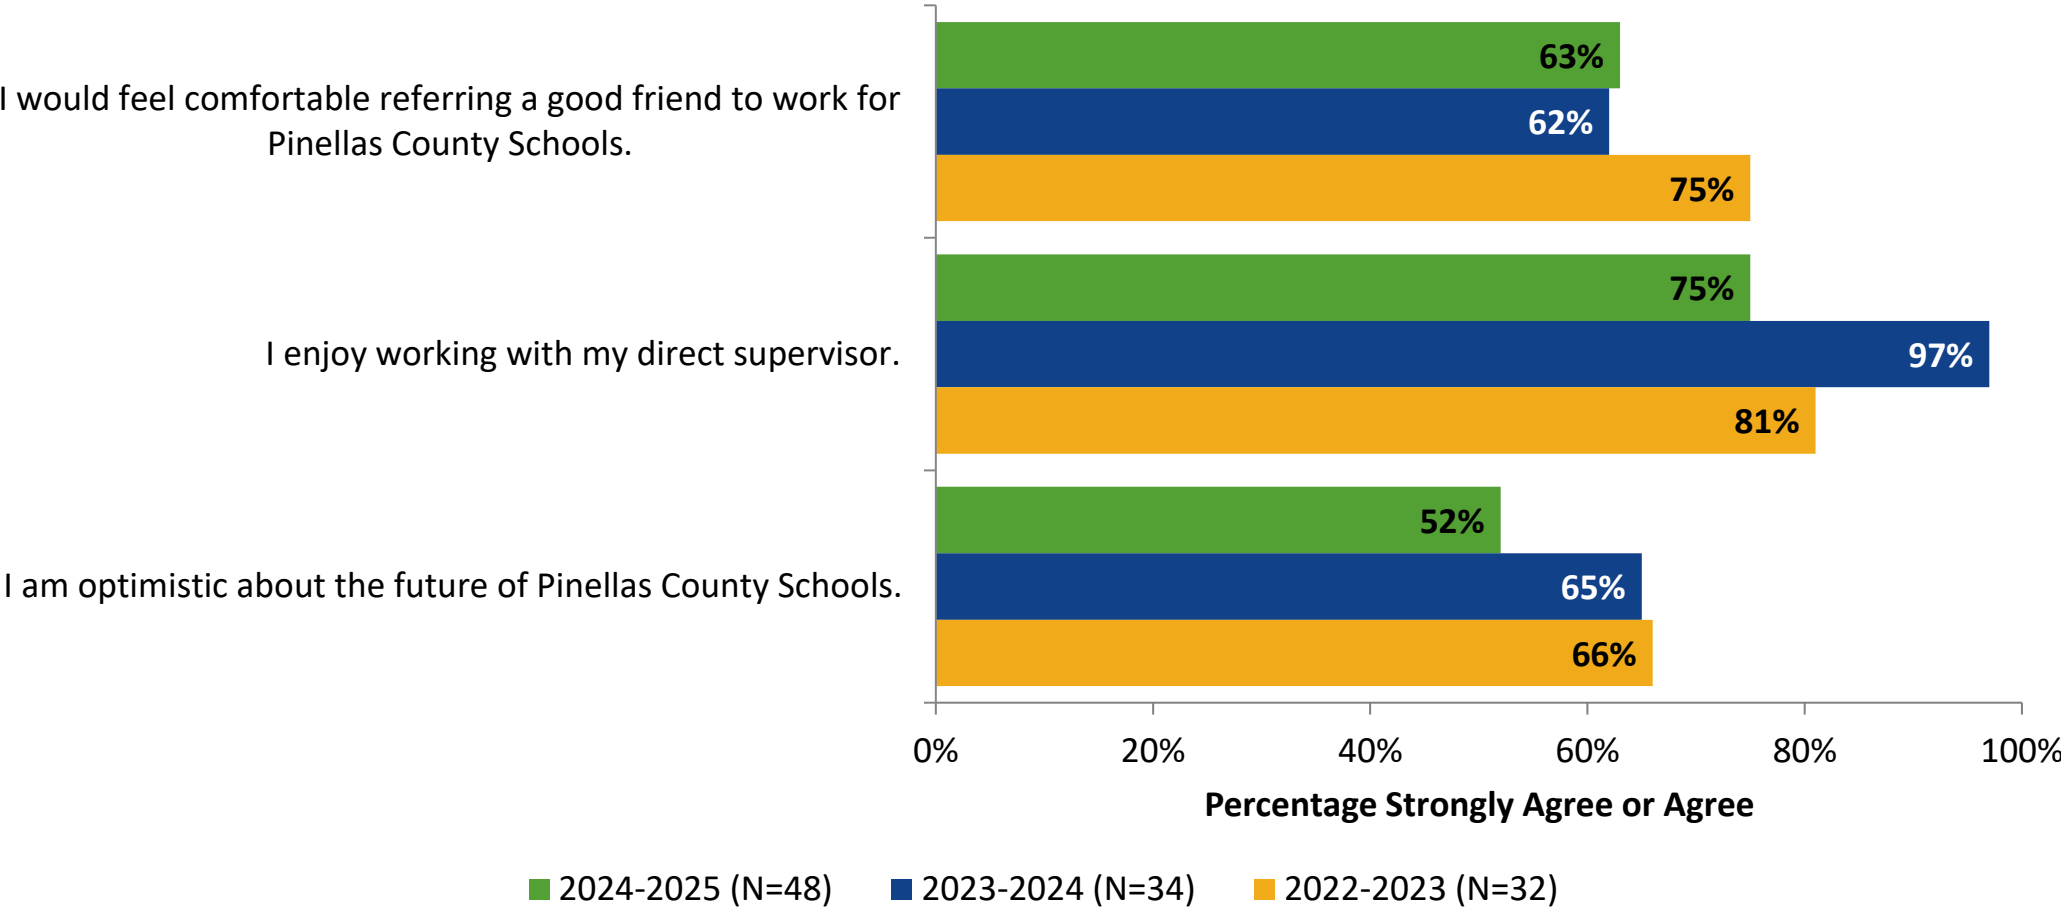 I would feel comfortable referring a good friend to work for
Pinellas County Schools.
63%
62%
75%
I enjoy working with my direct supervisor.
75%
97%
81%
I am optimistic about the future of Pinellas County Schools.
52%
65%
66%
0% 20% 40% 60% 80% 100%
Percentage Strongly Agree or Agree
2024-2025 (N=48) 2023-2024 (N=34) 2022-2023 (N=32)